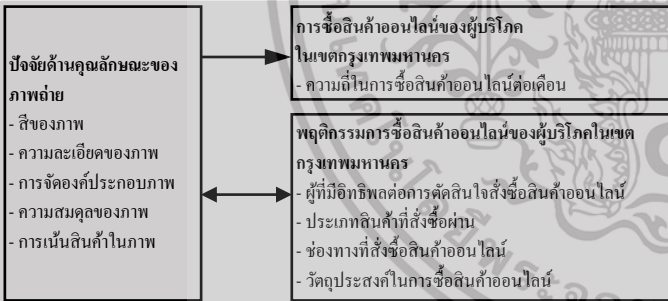 ปัจจัยด้านคุณลักษณะของ
ภาพถ่าย
- สีของภาพ
- ความละเอียดของภาพ
- การจัดองค์ประกอบภาพ
- ความสมดุลของภาพ
- การเน้นสินค้าในภาพ
การซื้อสินค้าออนไลน์ของผู้บริโภค
ในเขตกรุงเทพมหานคร
- ความถี่ในการซื้อสินค้าออนไลน์ต่อเดือน
พฤติกรรมการซื้อสินค้าออนไลน์ของผู้บริโภคในเขต
กรุงเทพมหานคร
- ผู้ที่มีอิทธิพลต่อการตัดสินใจสั่งซื้อสินค้าออนไลน์
- ประเภทสินค้าที่สั่งซื้อผ่าน
- ช่องทางที่สั่งซื้อสินค้าออนไลน์
- วัตถุประสงค์ในการซื้อสินค้าออนไลน์